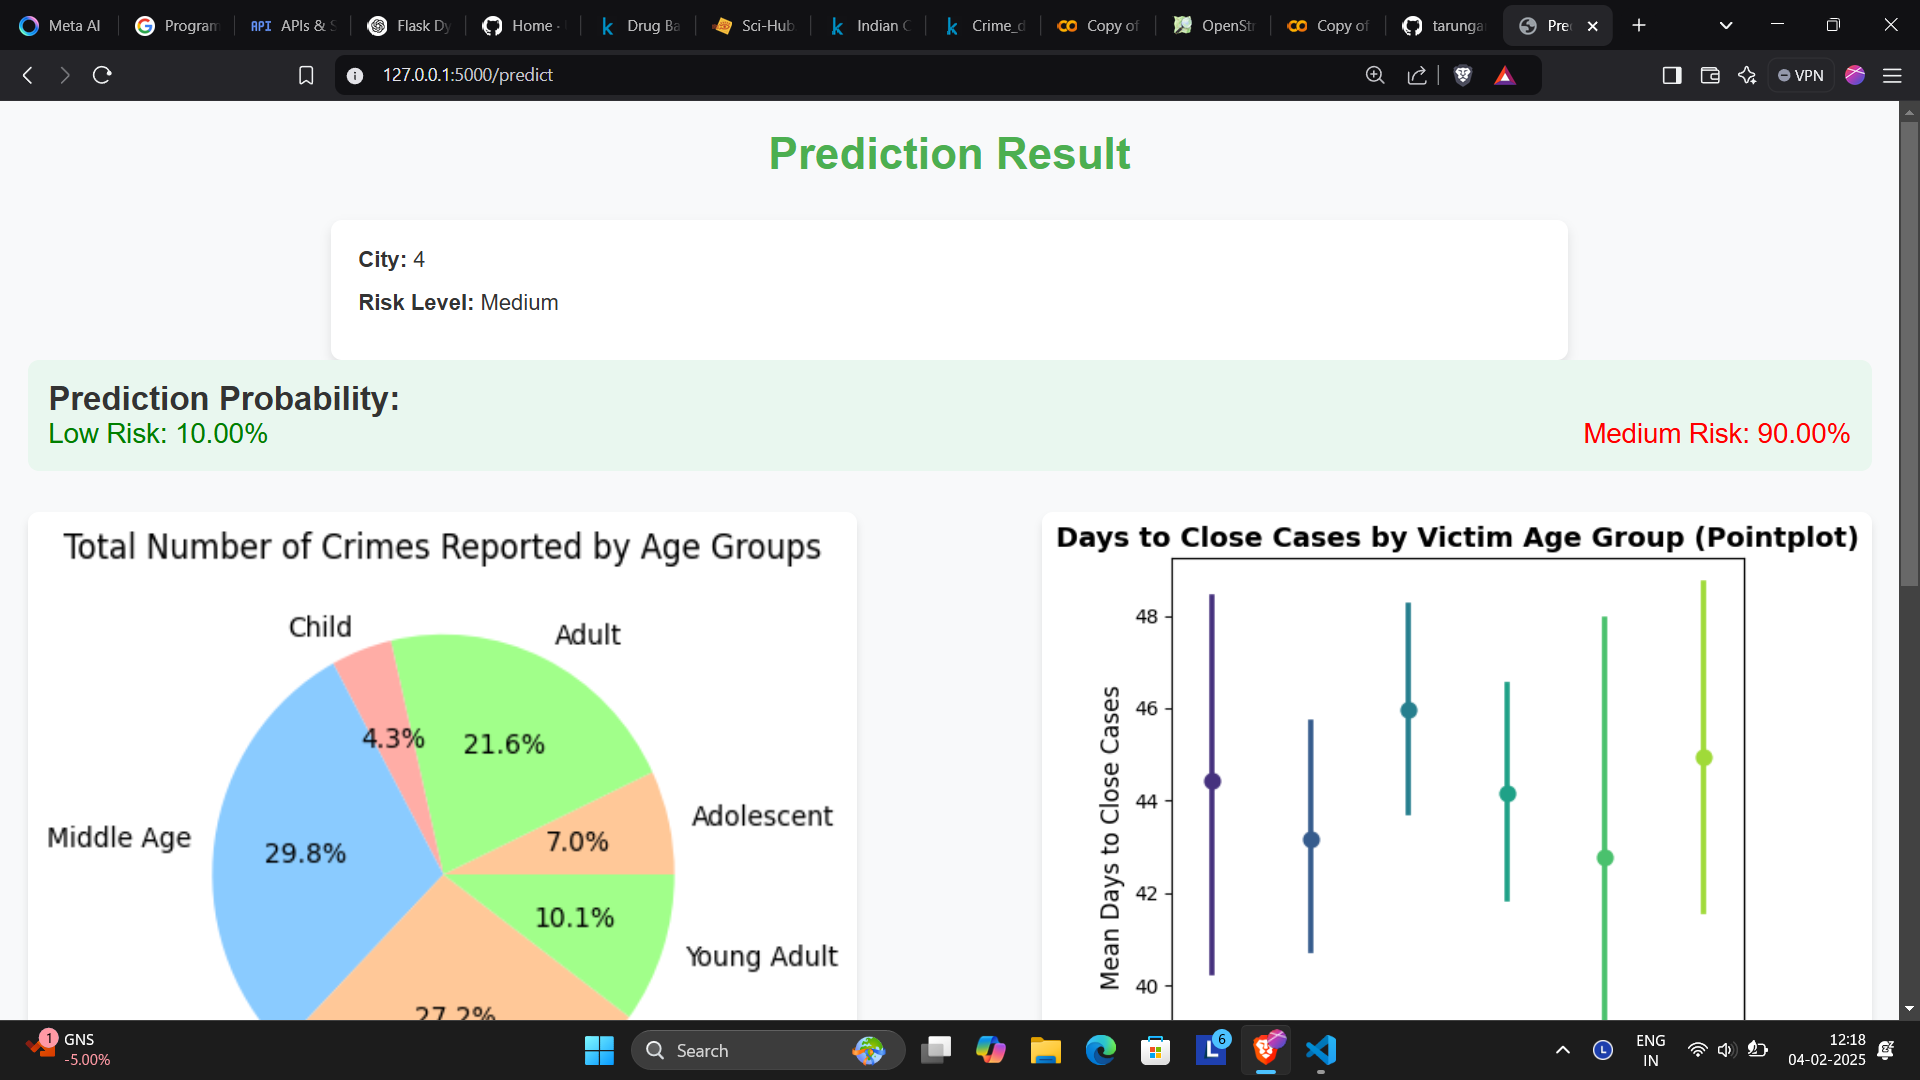 Meta AI
Program
APIs & S
Flask Dy
Home -
Drug Ba
Sci-Hub
Indian C
Crime_d
Copy of
OpenStr
Copy of
tarunga
Pre
127.0.0.1:5000/predict
VPN
Prediction Result
City: 4
Risk Level: Medium
Prediction Probability:
Low Risk: 10.00%
Medium Risk: 90.00%
Total Number of Crimes Reported by Age Groups
Child
Adult
4.3%
21.6%
Adolescent
Middle Age
7.0%
29.8%
10.1%
Young Adult
27.2%
Days to Close Cases by Victim Age Group (Pointplot)
Mean Days to Close Cases
48
46
44
42
40
1
GNS
-5.00%
Search
L
6
L
ENG
IN
12:18
04-02-2025